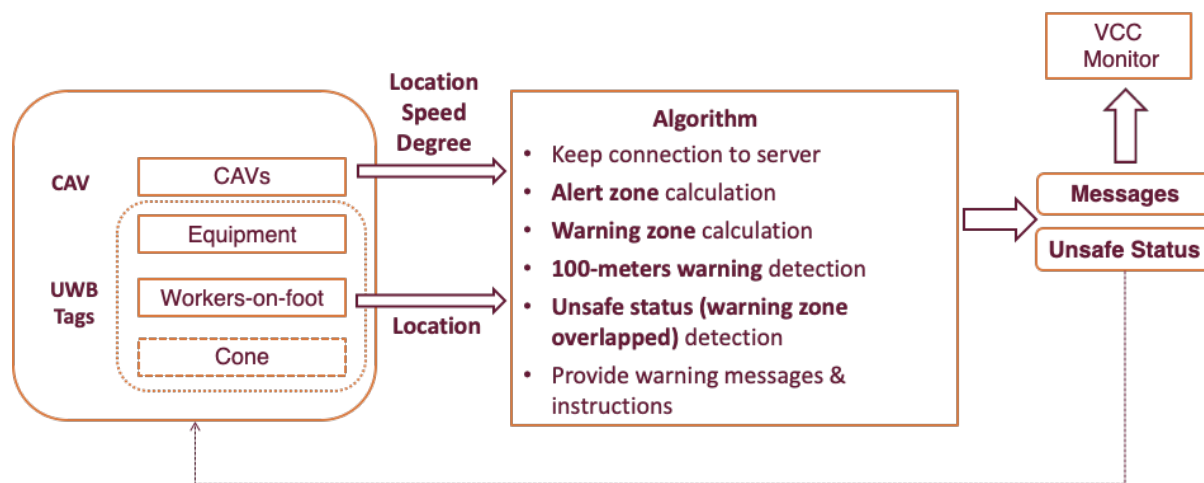 CAV
UWB
Tags
CAVs
Equipment
Workers-on-foot
Cone
Location
Speed
Degree
Location
Algorithm
• Keep connection to server
• Alert zone calculation
• Warning zone calculation
• 100-meters warning detection
• Unsafe status (warning zone
overlapped) detection
• Provide warning messages &
instructions
VCC
Monitor
Messages
Unsafe Status